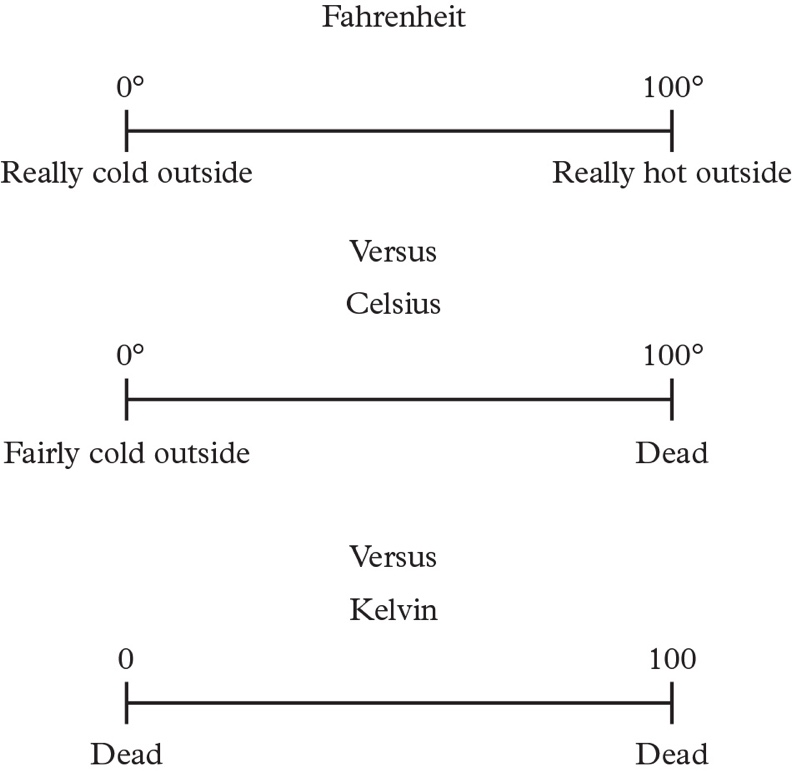 Fahrenheit
0° 100°
Really cold outside Really hot outside
Versus
Celsius
0° 100°
Fairly cold outside Dead
Versus
Kelvin
0 100
Dead Dead